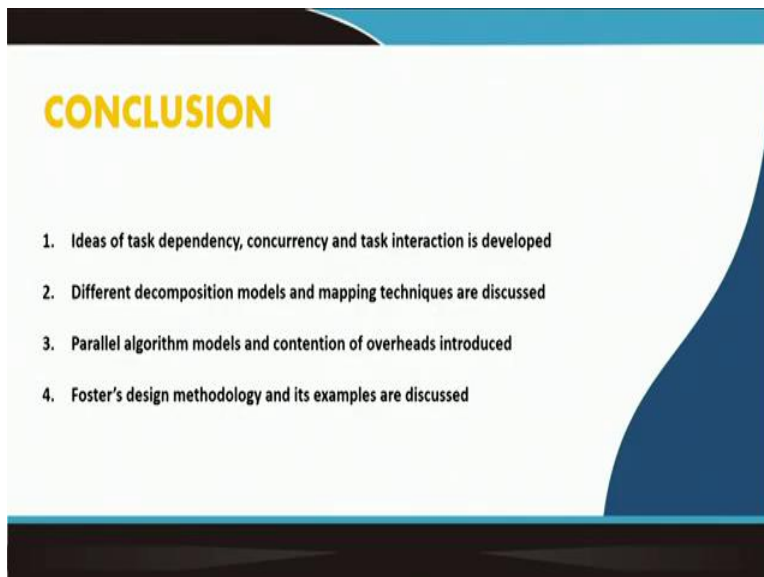 CONCLUSION
1. Ideas of task dependency, concurrency and task interaction is developed
2. Different decomposition models and mapping techniques are discussed
3. Parallel algorithm models and contention of overheads introduced
4. Foster's design methodology and its examples are discussed